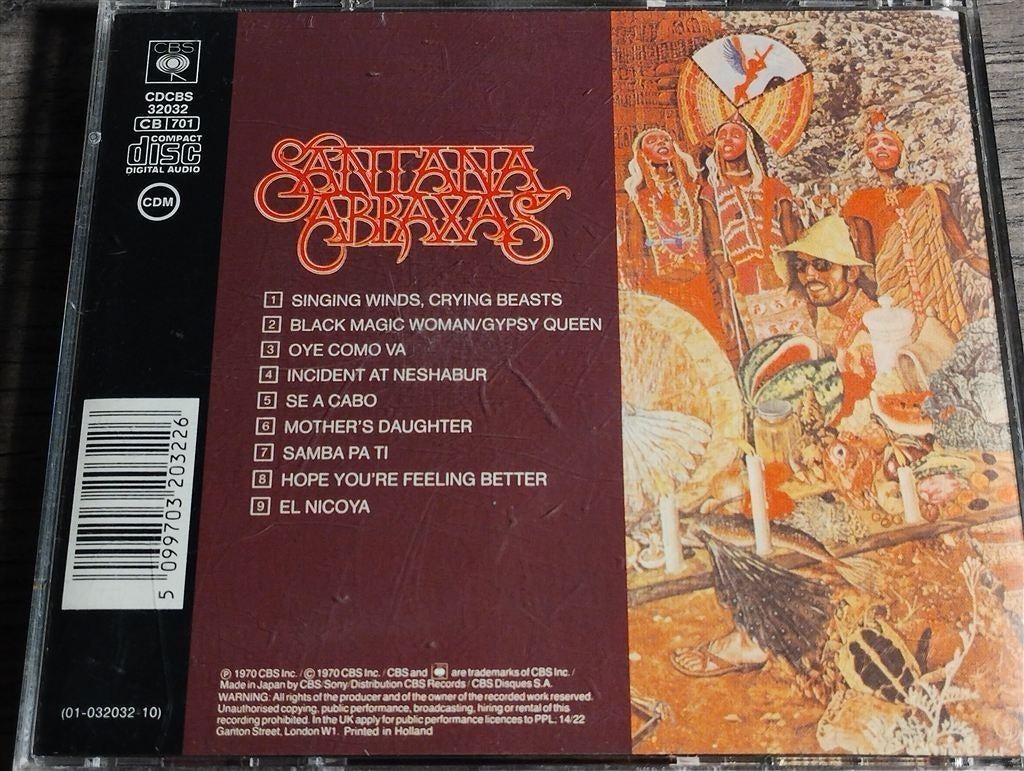 CBS
CDCBS
32032
CB 701
COMPACT
disc
DIGITAL AUDIO
CDM
SANTANA
ABRAXAS
1 SINGING WINDS, CRYING BEASTS
2 BLACK MAGIC WOMAN/GYPSY QUEEN
3 OYE COMO VA
4 INCIDENT AT NESHABUR
5 SE A CABO
6 MOTHER'S DAUGHTER
7 SAMBA PA TI
8 HOPE YOU'RE FEELING BETTER
9 EL NICOYA
5 099703 203226
℗ 1970 CBS Inc. / © 1970 CBS Inc. / CBS and are trademarks of CBS Inc. /
Made in Japan by CBS/Sony/Distribution CBS Records / CBS Disques S.A.
WARNING: All rights of the producer and of the owner of the recorded work reserved.
Unauthorised copying, public performance, broadcasting, hiring or rental of this
recording prohibited. In the UK apply for public performance licences to PPL, 14/22
Ganton Street, London W1. Printed in Holland
(01-032032-10)